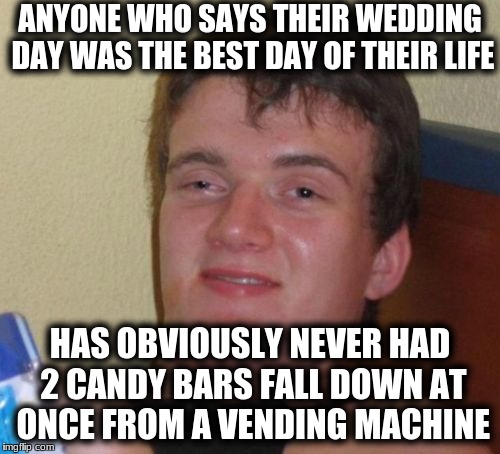 ANYONE WHO SAYS THEIR WEDDING
DAY WAS THE BEST DAY OF THEIR LIFE
HAS OBVIOUSLY NEVER HAD
2 CANDY BARS FALL DOWN AT
ONCE FROM A VENDING MACHINE
imgflip.com